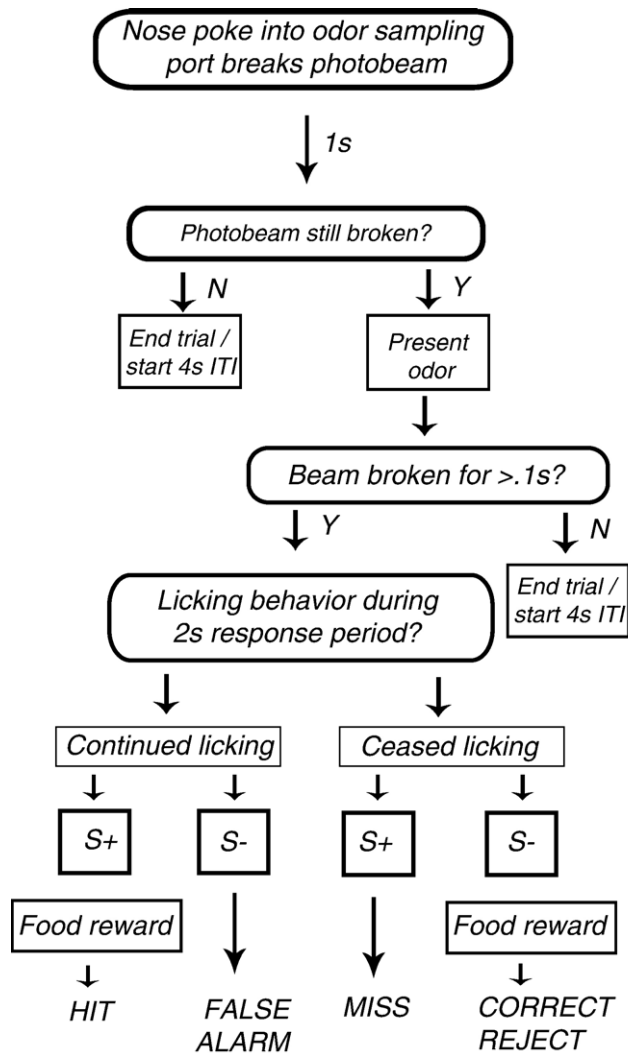 Nose poke into odor sampling
port breaks photobeam
1s
Photobeam still broken?
N
Y
End trial /
start 4s ITI
Present
odor
Beam broken for >.1s?
Y
N
End trial /
start 4s ITI
Licking behavior during
2s response period?
Continued licking
Ceased licking
S+
S-
S+
S-
Food reward
Food reward
HIT
FALSE
ALARM
MISS
CORRECT
REJECT